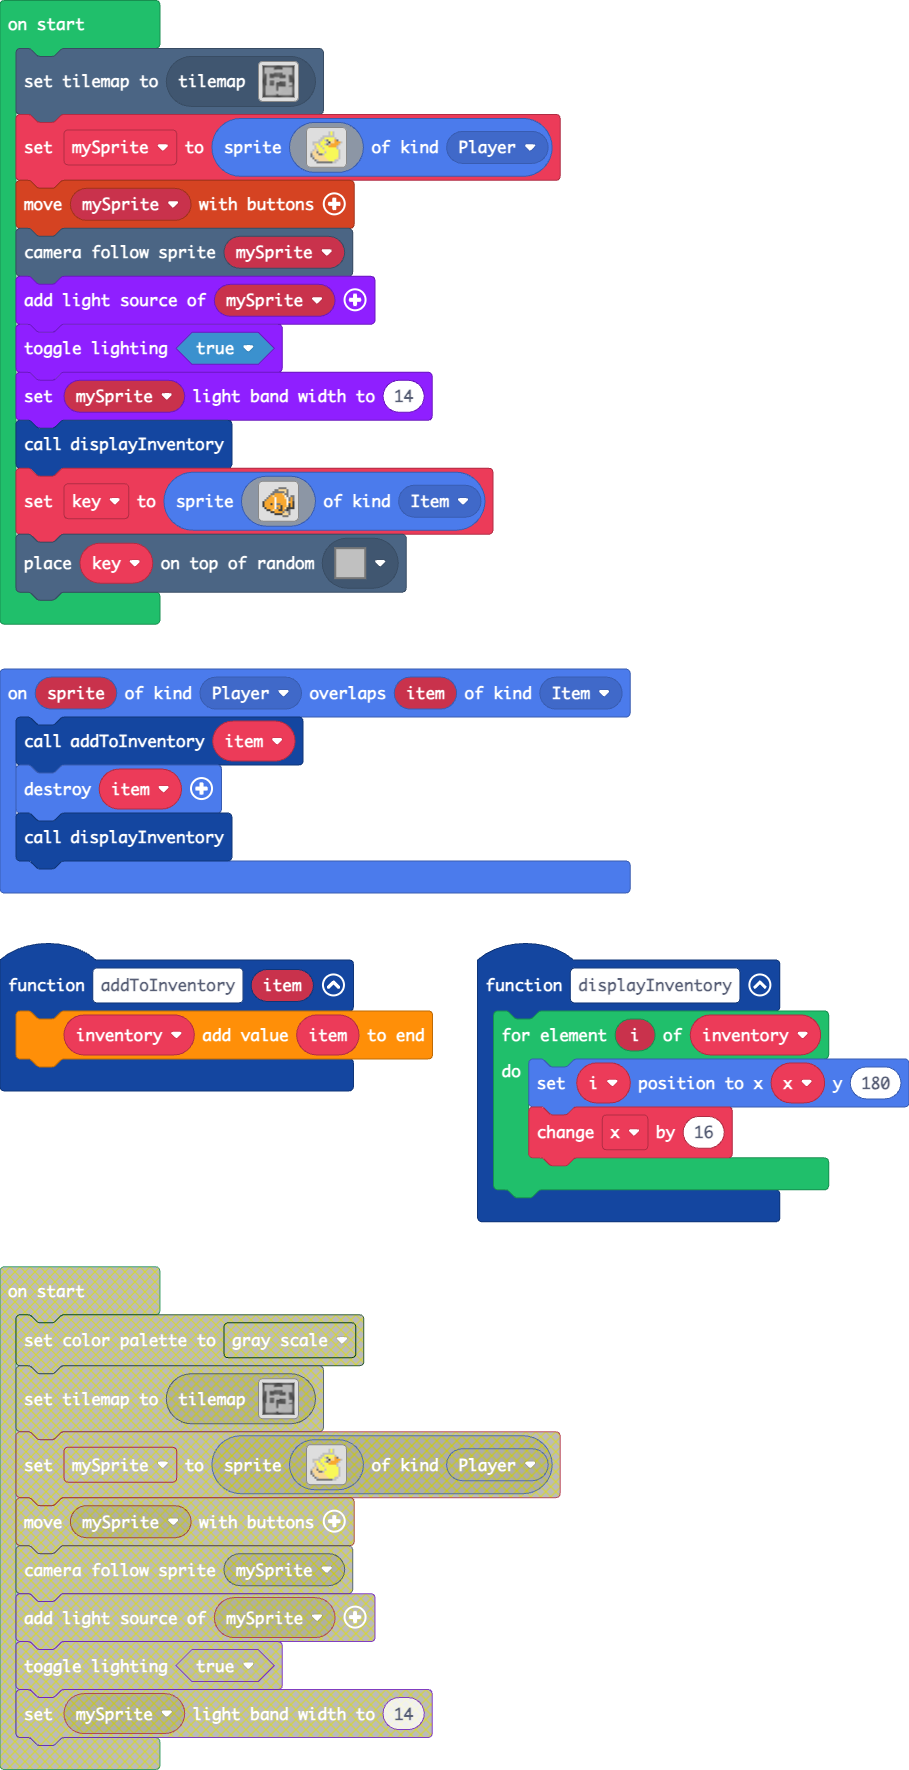 on start
set tilemap to tilemap
set mySprite to sprite of kind Player
move mySprite with buttons
camera follow sprite mySprite
add light source of mySprite
toggle lighting true
set mySprite light band width to 14
call displayInventory
set key to sprite of kind Item
place key on top of random
on sprite of kind Player overlaps item of kind Item
call addToInventory item
destroy item
call displayInventory
function addToInventory item
inventory add value item to end
function displayInventory
for element i of inventory
do
set i position to x x y 180
change x by 16
on start
set color palette to gray scale
set tilemap to tilemap
set mySprite to sprite of kind Player
move mySprite with buttons
camera follow sprite mySprite
add light source of mySprite
toggle lighting true
set mySprite light band width to 14